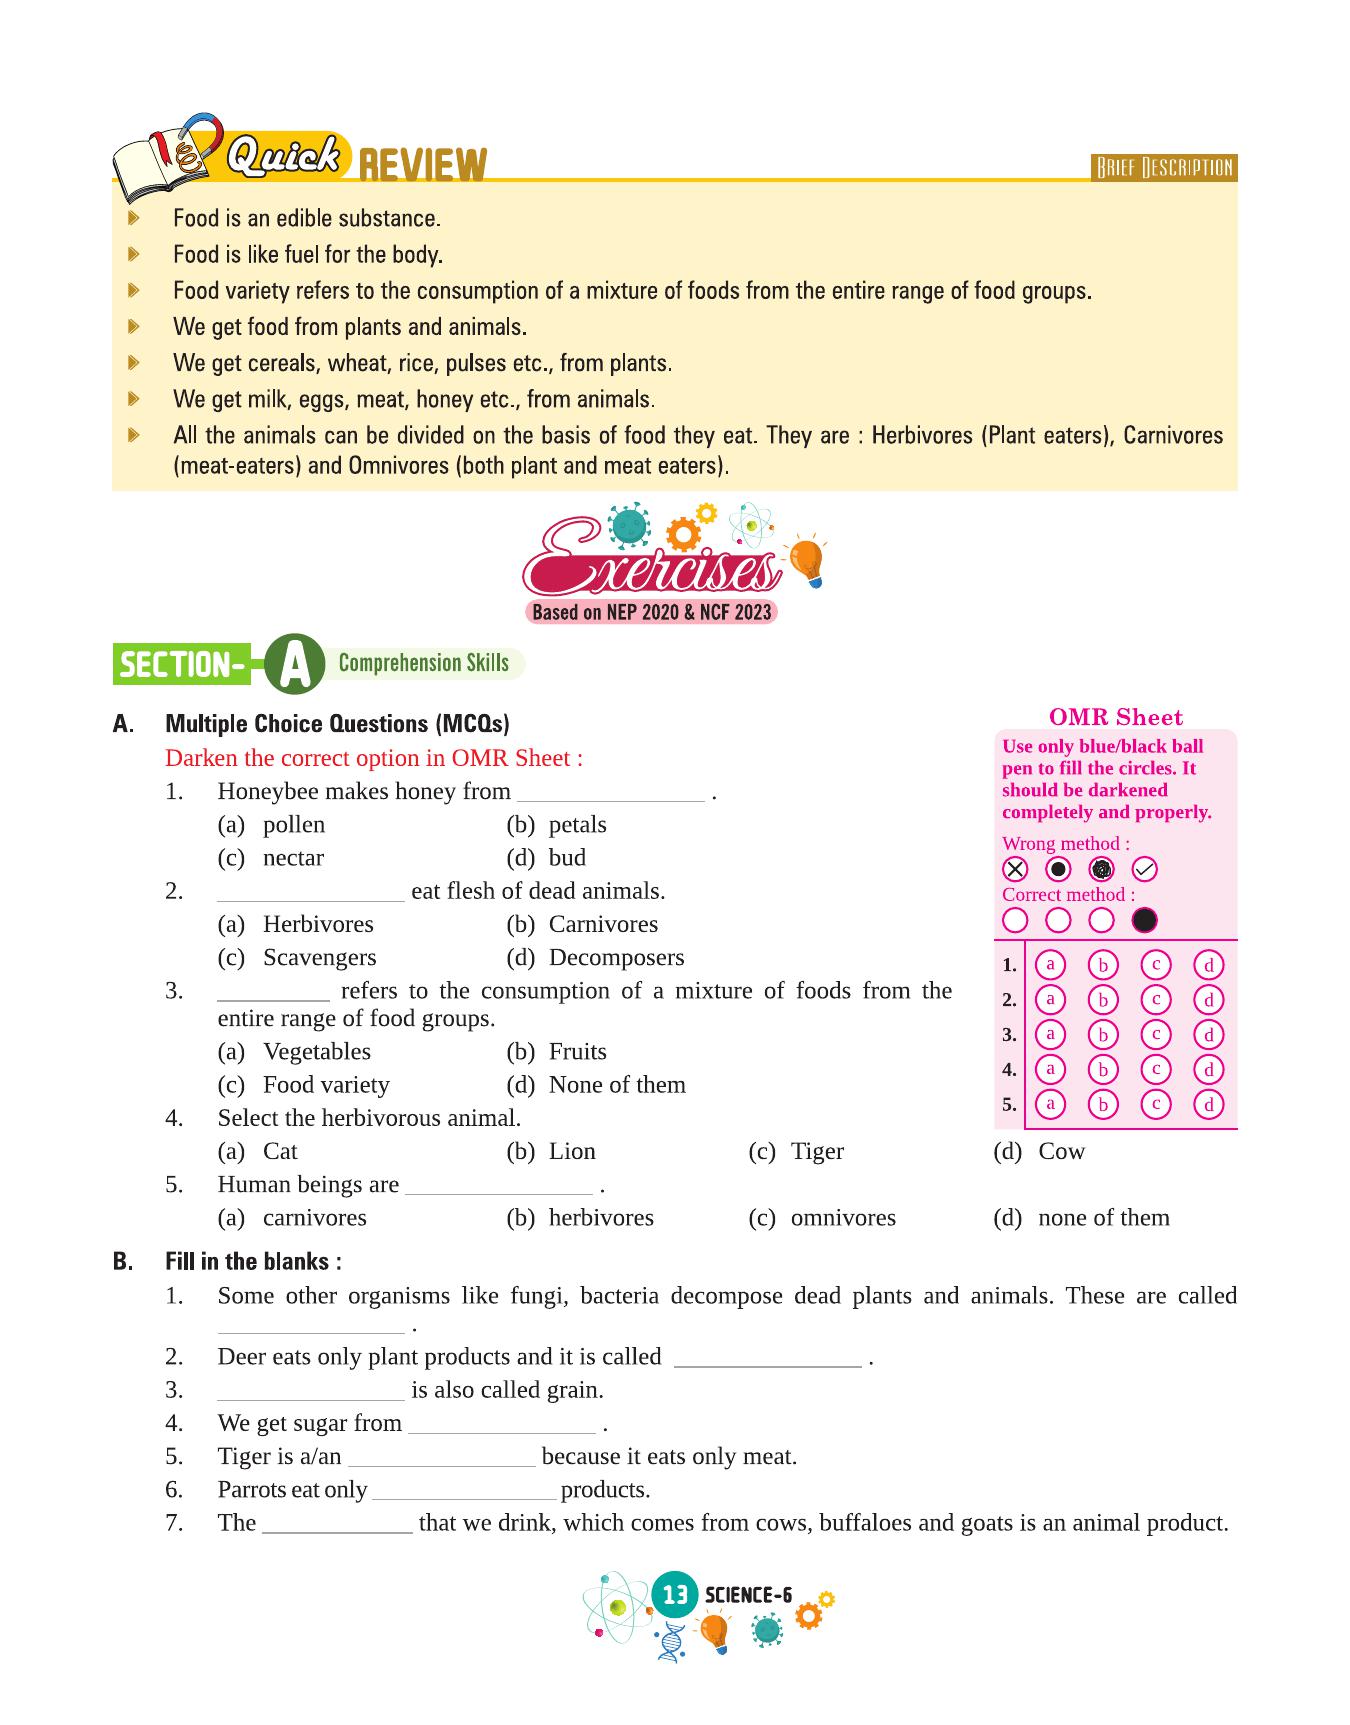 Quick REVIEW
BRIEF DESCRIPTION
Food is an edible substance.
Food is like fuel for the body.
Food variety refers to the consumption of a mixture of foods from the entire range of food groups.
We get food from plants and animals.
We get cereals, wheat, rice, pulses etc., from plants.
We get milk, eggs, meat, honey etc., from animals.
All the animals can be divided on the basis of food they eat. They are : Herbivores (Plant eaters), Carnivores
(meat-eaters) and Omnivores (both plant and meat eaters).
Exercises
Based on NEP 2020 & NCF 2023
SECTION- A Comprehension Skills
A. Multiple Choice Questions (MCQs)
Darken the correct option in OMR Sheet :
1. Honeybee makes honey from _______________ .
(a) pollen (b) petals
(c) nectar (d) bud
2. _______________ eat flesh of dead animals.
(a) Herbivores (b) Carnivores
(c) Scavengers (d) Decomposers
3. _________ refers to the consumption of a mixture of foods from the
entire range of food groups.
(a) Vegetables (b) Fruits
(c) Food variety (d) None of them
4. Select the herbivorous animal.
(a) Cat (b) Lion (c) Tiger (d) Cow
5. Human beings are _______________ .
(a) carnivores (b) herbivores (c) omnivores (d) none of them
OMR Sheet
Use only blue/black ball
pen to fill the circles. It
should be darkened
completely and properly.
Wrong method :
Correct method :
1. a b c d
2. a b c d
3. a b c d
4. a b c d
5. a b c d
B. Fill in the blanks :
1. Some other organisms like fungi, bacteria decompose dead plants and animals. These are called
_______________ .
2. Deer eats only plant products and it is called _______________ .
3. _______________ is also called grain.
4. We get sugar from _______________ .
5. Tiger is a/an _______________ because it eats only meat.
6. Parrots eat only _______________ products.
7. The ____________ that we drink, which comes from cows, buffaloes and goats is an animal product.
13 SCIENCE-6